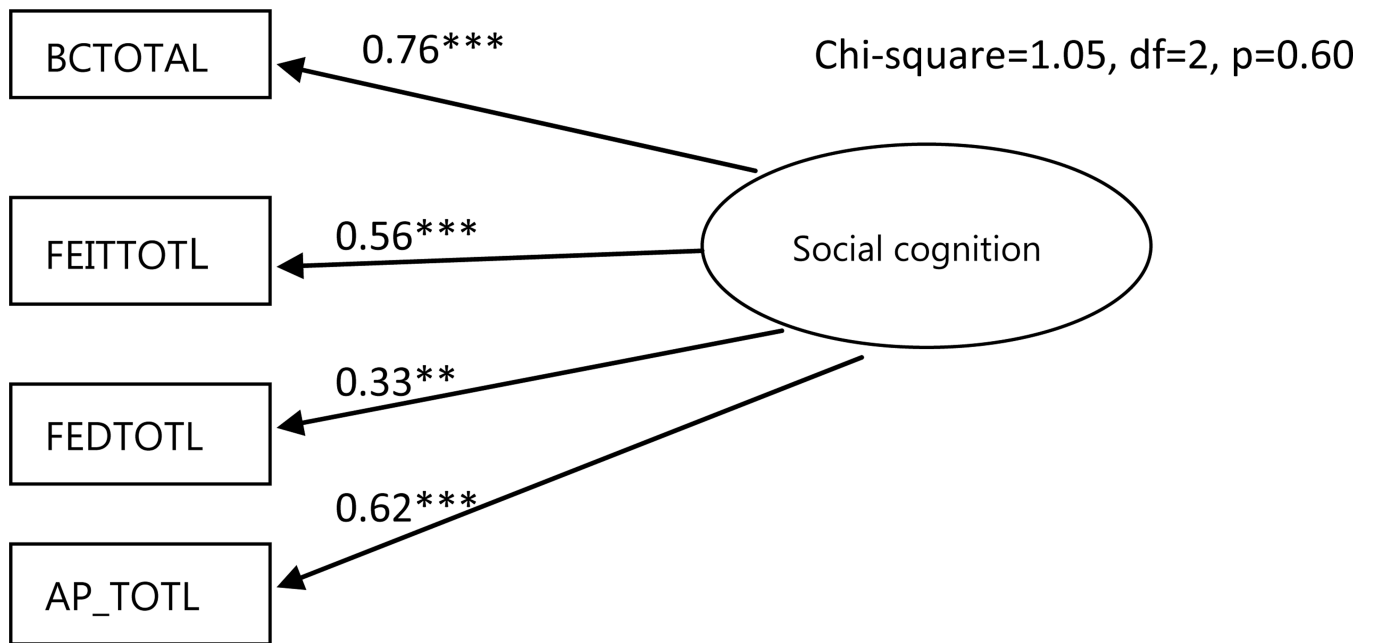 BCTOTAL
0.76***
Chi-square=1.05, df=2, p=0.60
FEITTOTL
0.56***
Social cognition
FEDTOTL
0.33**
AP_TOTL
0.62***